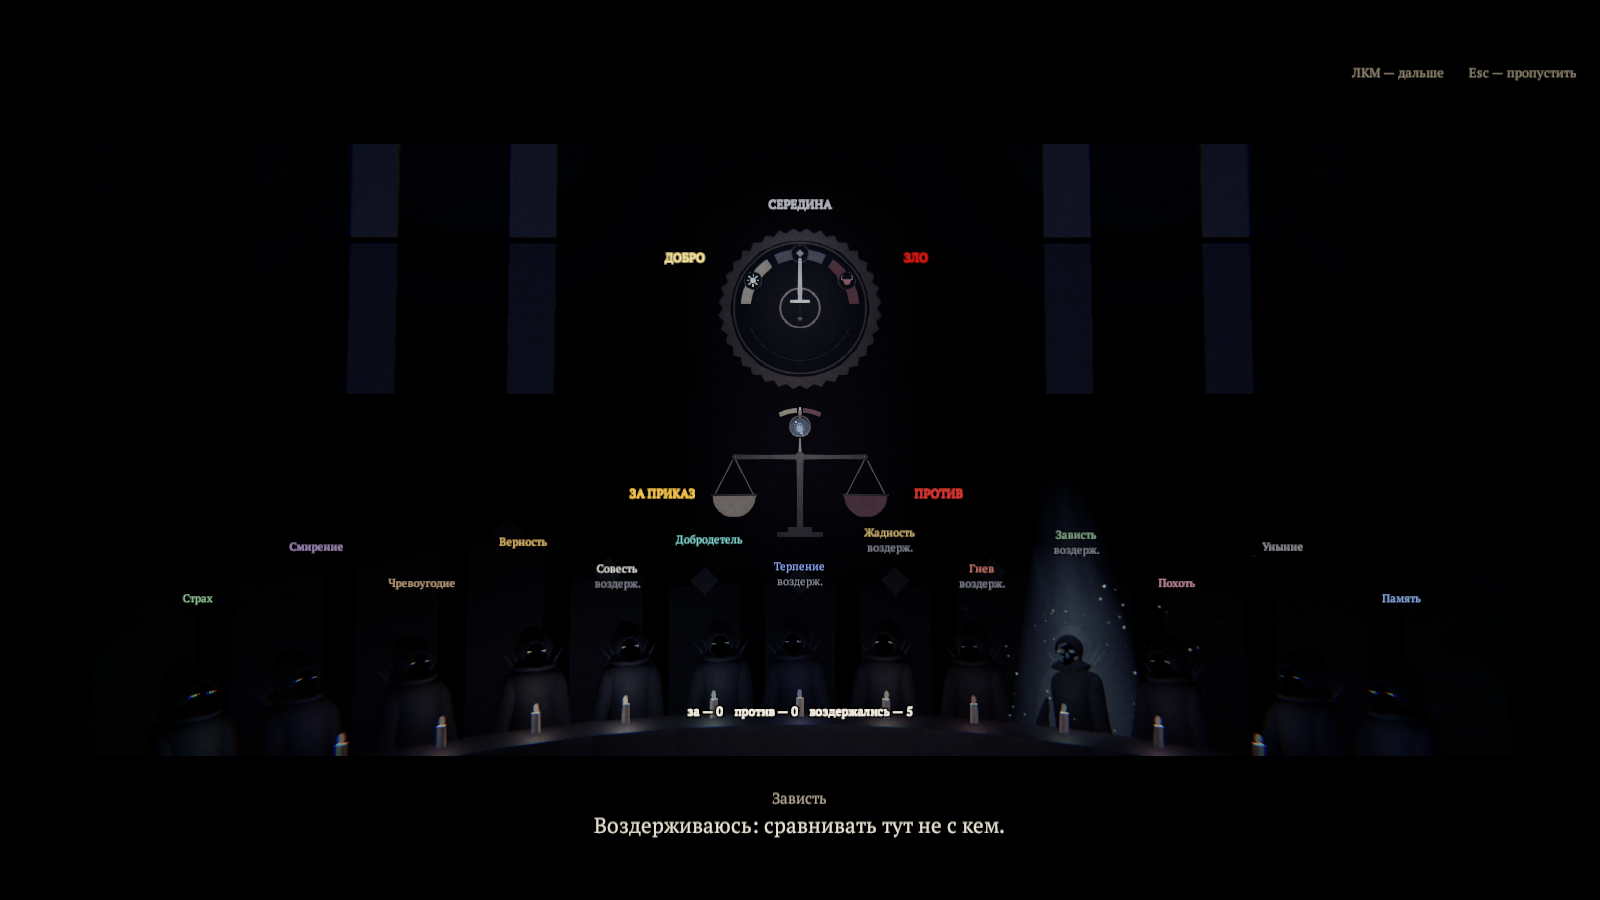 ЛКМ — дальше Esc — пропустить
СЕРЕДИНА
ДОБРО
ЗЛО
ЗА ПРИКАЗ
ПРОТИВ
Страх
Смирение
Чревоугодие
Верность
Совесть
воздерж.
Добродетель
Терпение
воздерж.
Жадность
воздерж.
Гнев
воздерж.
Зависть
воздерж.
Похоть
Уныние
Память
за — 0 против — 0 воздержались — 5
Зависть
Воздерживаюсь: сравнивать тут не с кем.